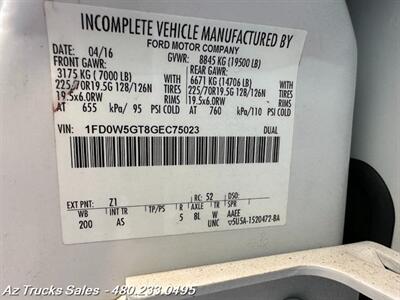 INCOMPLETE VEHICLE MANUFACTURED BY
FORD MOTOR COMPANY
DATE: 04/16 GVWR: 8845 KG (19500 LB)
FRONT GAWR: REAR GAWR:
3175 KG ( 7000 LB) 6671 KG (14706 LB)
225/70R19.5G 128/126N TIRES 225/70R19.5G 128/126N TIRES
19.5x6.0RW RIMS 19.5x6.0RW RIMS
AT 655 kPa/ 95 PSI COLD AT 760 kPa/110 PSI COLD
VIN: 1FD0W5GT8GEC75023 DUAL
EXT PNT: Z1 RC: 52 DSO:
WB INT TR TP/PS R AXLE TR SPR
200 AS 5 8L W AAEE
UNC ▽5U5A-1520472-BA
Az Trucks Sales - 480.233.0495